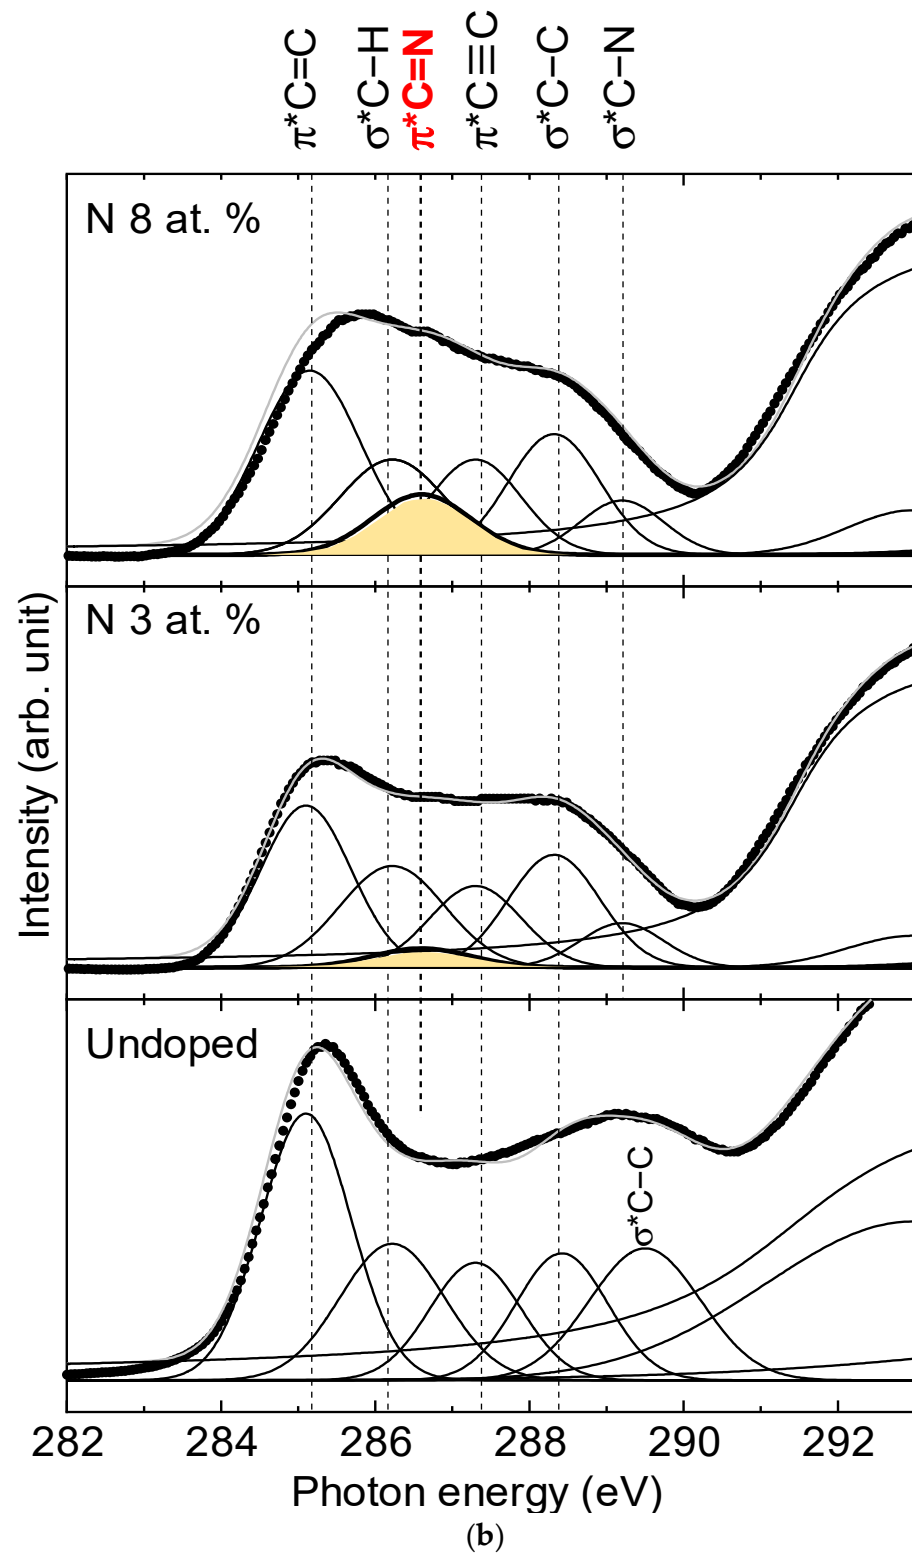 π*C=C
σ*C−H
π*C=N
π*C≡C
σ*C−C
σ*C−N
N 8 at. %
N 3 at. %
Undoped
σ*C−C
Intensity (arb. unit)
282 284 286 288 290 292
Photon energy (eV)
(b)